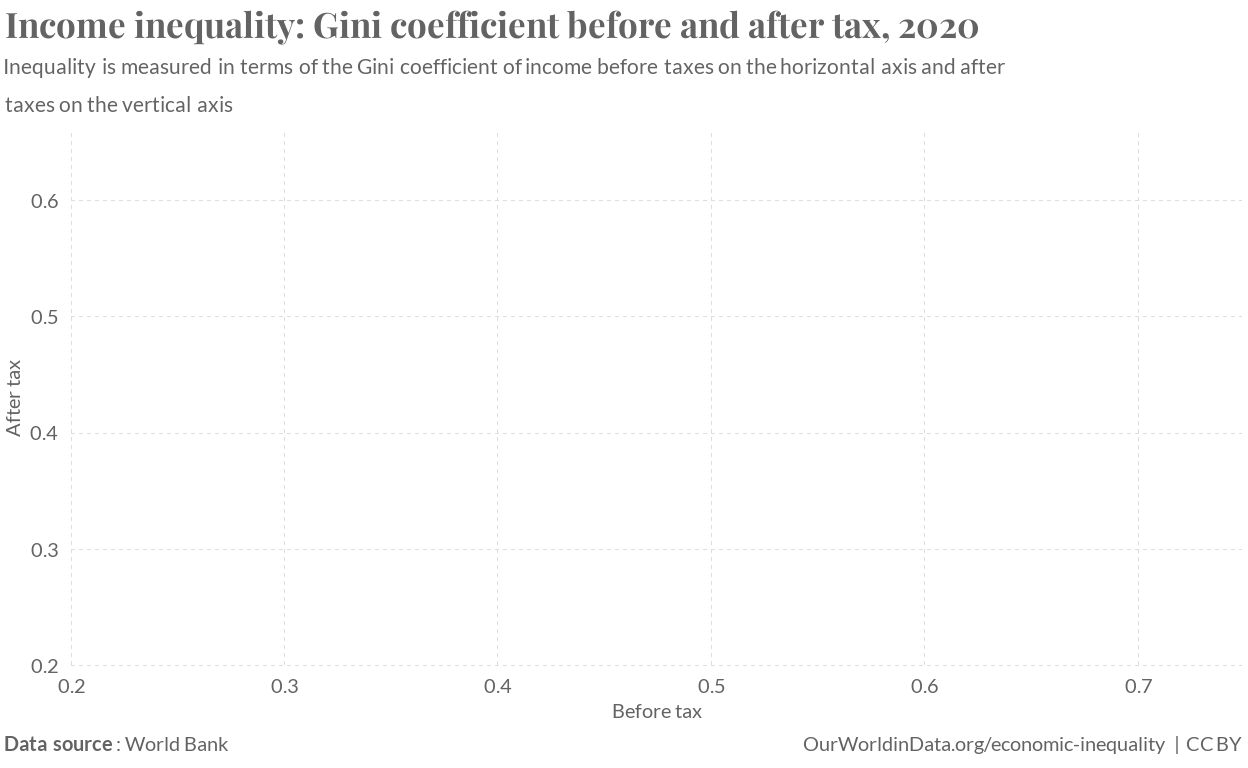 Income inequality: Gini coefficient before and after tax, 2020
Inequality is measured in terms of the Gini coefficient of income before taxes on the horizontal axis and after
taxes on the vertical axis
0.6
0.5
After tax
0.4
0.3
0.2
0.2 0.3 0.4 0.5 0.6 0.7
Before tax
Data source: World Bank
OurWorldinData.org/economic-inequality | CC BY